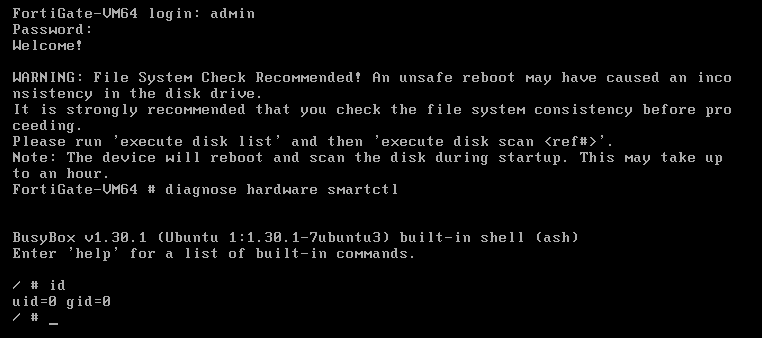 FortiGate-VM64 login: admin
Password:
Welcome!
WARNING: File System Check Recommended! An unsafe reboot may have caused an inco
nsistency in the disk drive.
It is strongly recommended that you check the file system consistency before pro
ceeding.
Please run 'execute disk list' and then 'execute disk scan <ref#>'.
Note: The device will reboot and scan the disk during startup. This may take up
to an hour.
FortiGate-VM64 # diagnose hardware smartctl
BusyBox v1.30.1 (Ubuntu 1:1.30.1-7ubuntu3) built-in shell (ash)
Enter 'help' for a list of built-in commands.
/ # id
uid=0 gid=0
/ # _